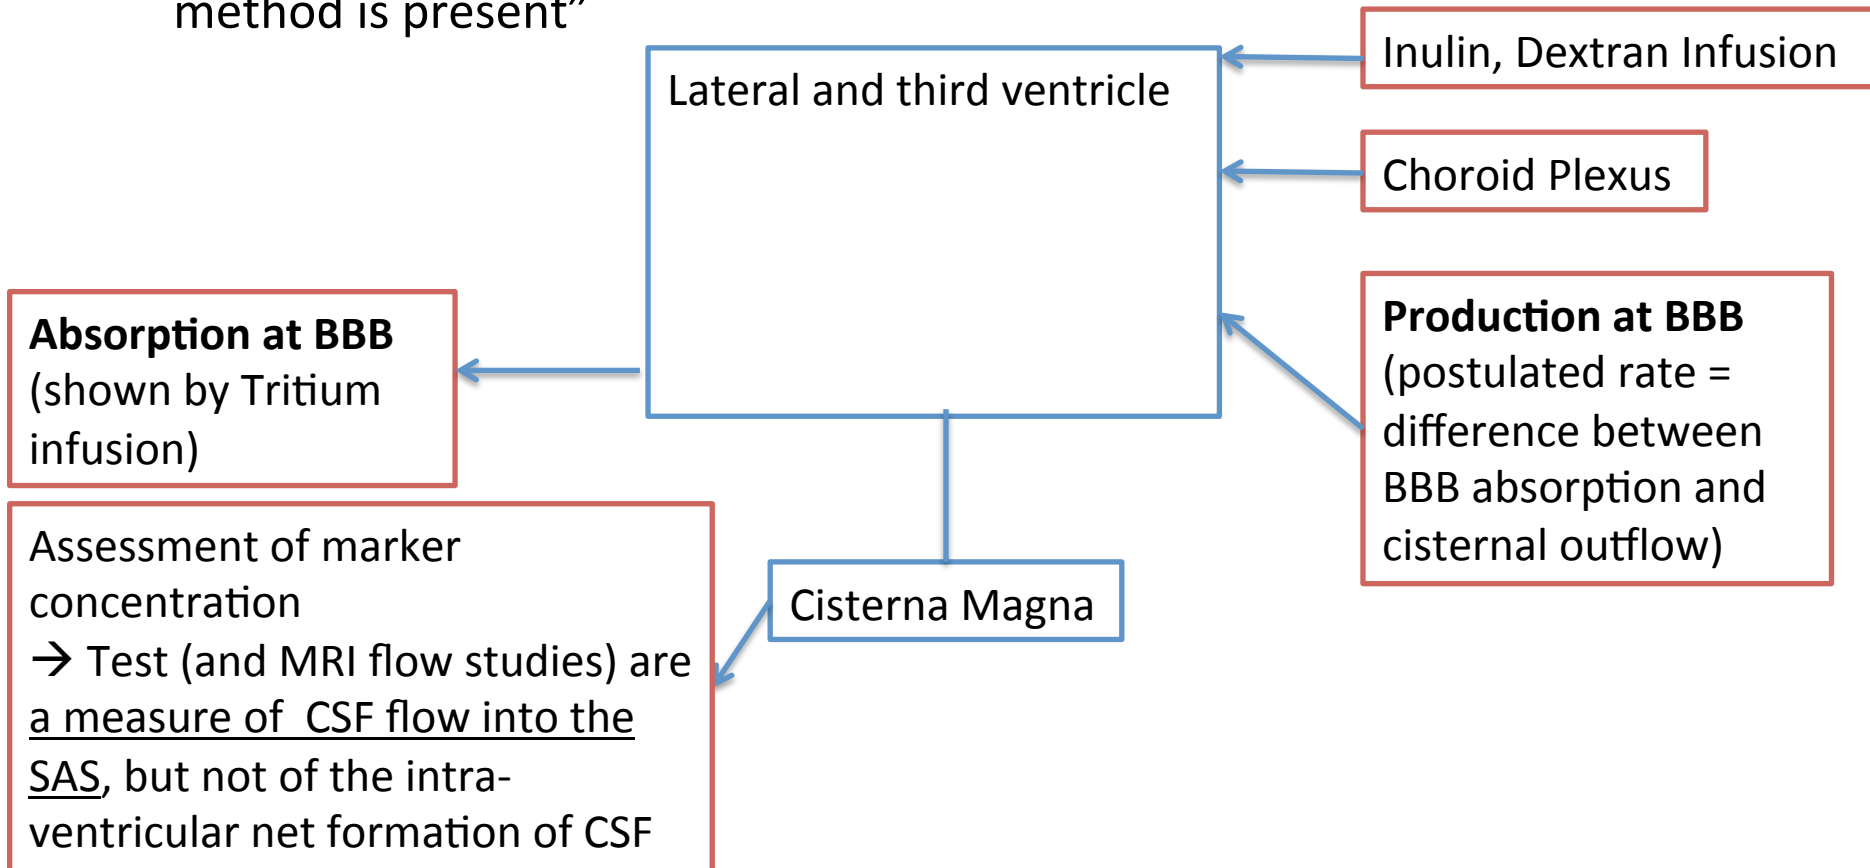 method is present”
Lateral and third ventricle
Inulin, Dextran Infusion
Choroid Plexus
Production at BBB
(postulated rate =
difference between
BBB absorption and
cisternal outflow)
Absorption at BBB
(shown by Tritium
infusion)
Assessment of marker
concentration
→ Test (and MRI flow studies) are
a measure of  CSF flow into the
SAS, but not of the intra-
ventricular net formation of CSF
Cisterna Magna